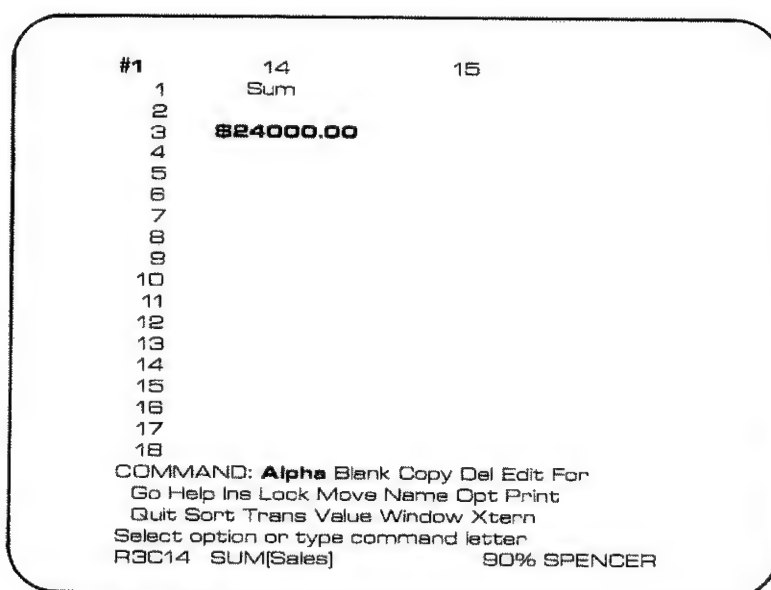 #1 14 15
1 Sum
2
3 $24000.00
4
5
6
7
8
9
10
11
12
13
14
15
16
17
18
COMMAND: Alpha Blank Copy Del Edit For
Go Help Ins Lock Move Name Opt Print
Quit Sort Trans Value Window Xtern
Select option or type command letter
R3C14 SUM(Sales) 90% SPENCER